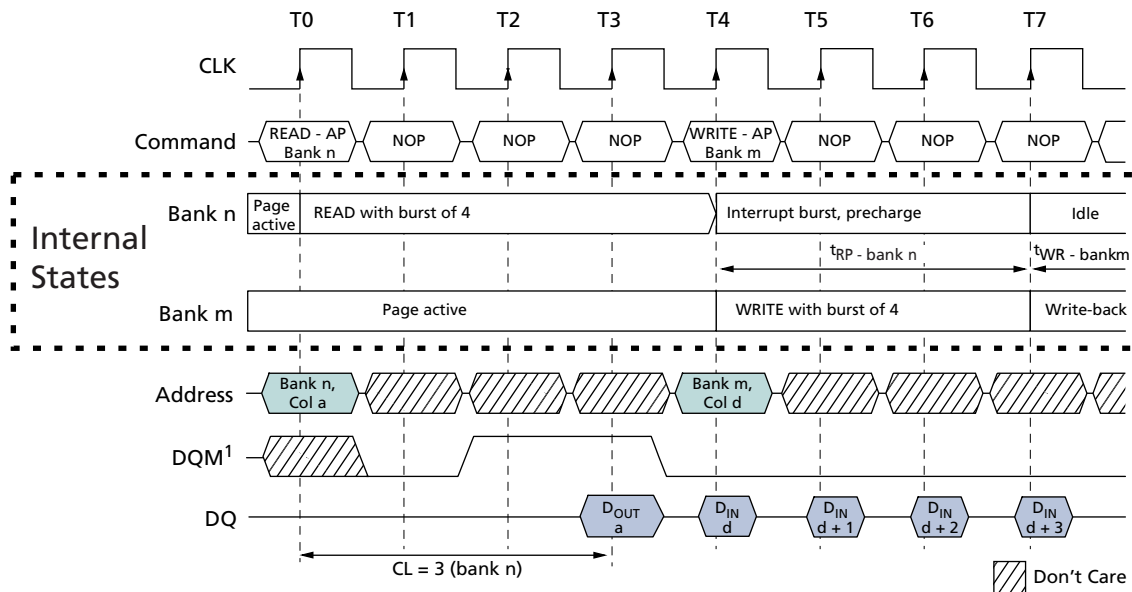 T0 T1 T2 T3 T4 T5 T6 T7
CLK
Command
READ - AP
Bank n
NOP
NOP
NOP
WRITE - AP
Bank m
NOP
NOP
NOP
Internal
States
Bank n
Page
active
READ with burst of 4
Interrupt burst, precharge
Idle
tRP - bank n
tWR - bankm
Bank m
Page active
WRITE with burst of 4
Write-back
Address
Bank n,
Col a
Bank m,
Col d
DQM1
DQ
DOUT
a
DIN
d
DIN
d + 1
DIN
d + 2
DIN
d + 3
CL = 3 (bank n)
Don't Care